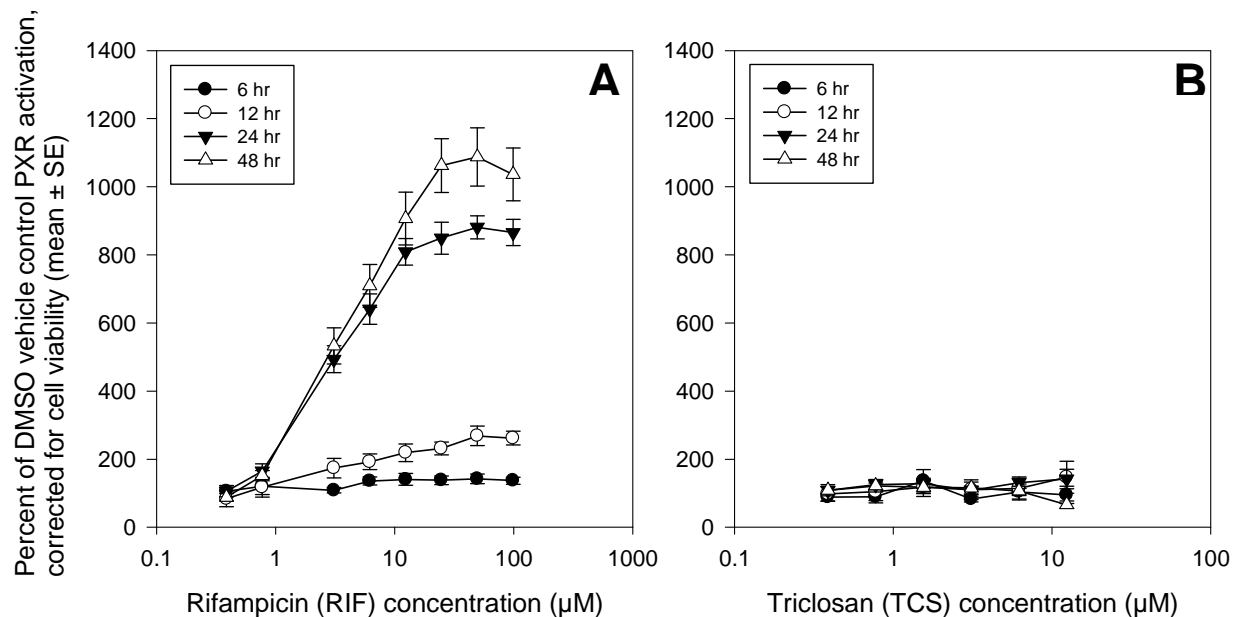 Percent of DMSO vehicle control PXR activation,
corrected for cell viability (mean ± SE)
1400
1200
1000
800
600
400
200
0
6 hr
12 hr
24 hr
48 hr
A
0.1
1
10
100
1000
Rifampicin (RIF) concentration (µM)
1400
1200
1000
800
600
400
200
0
6 hr
12 hr
24 hr
48 hr
B
0.1
1
10
100
Triclosan (TCS) concentration (µM)